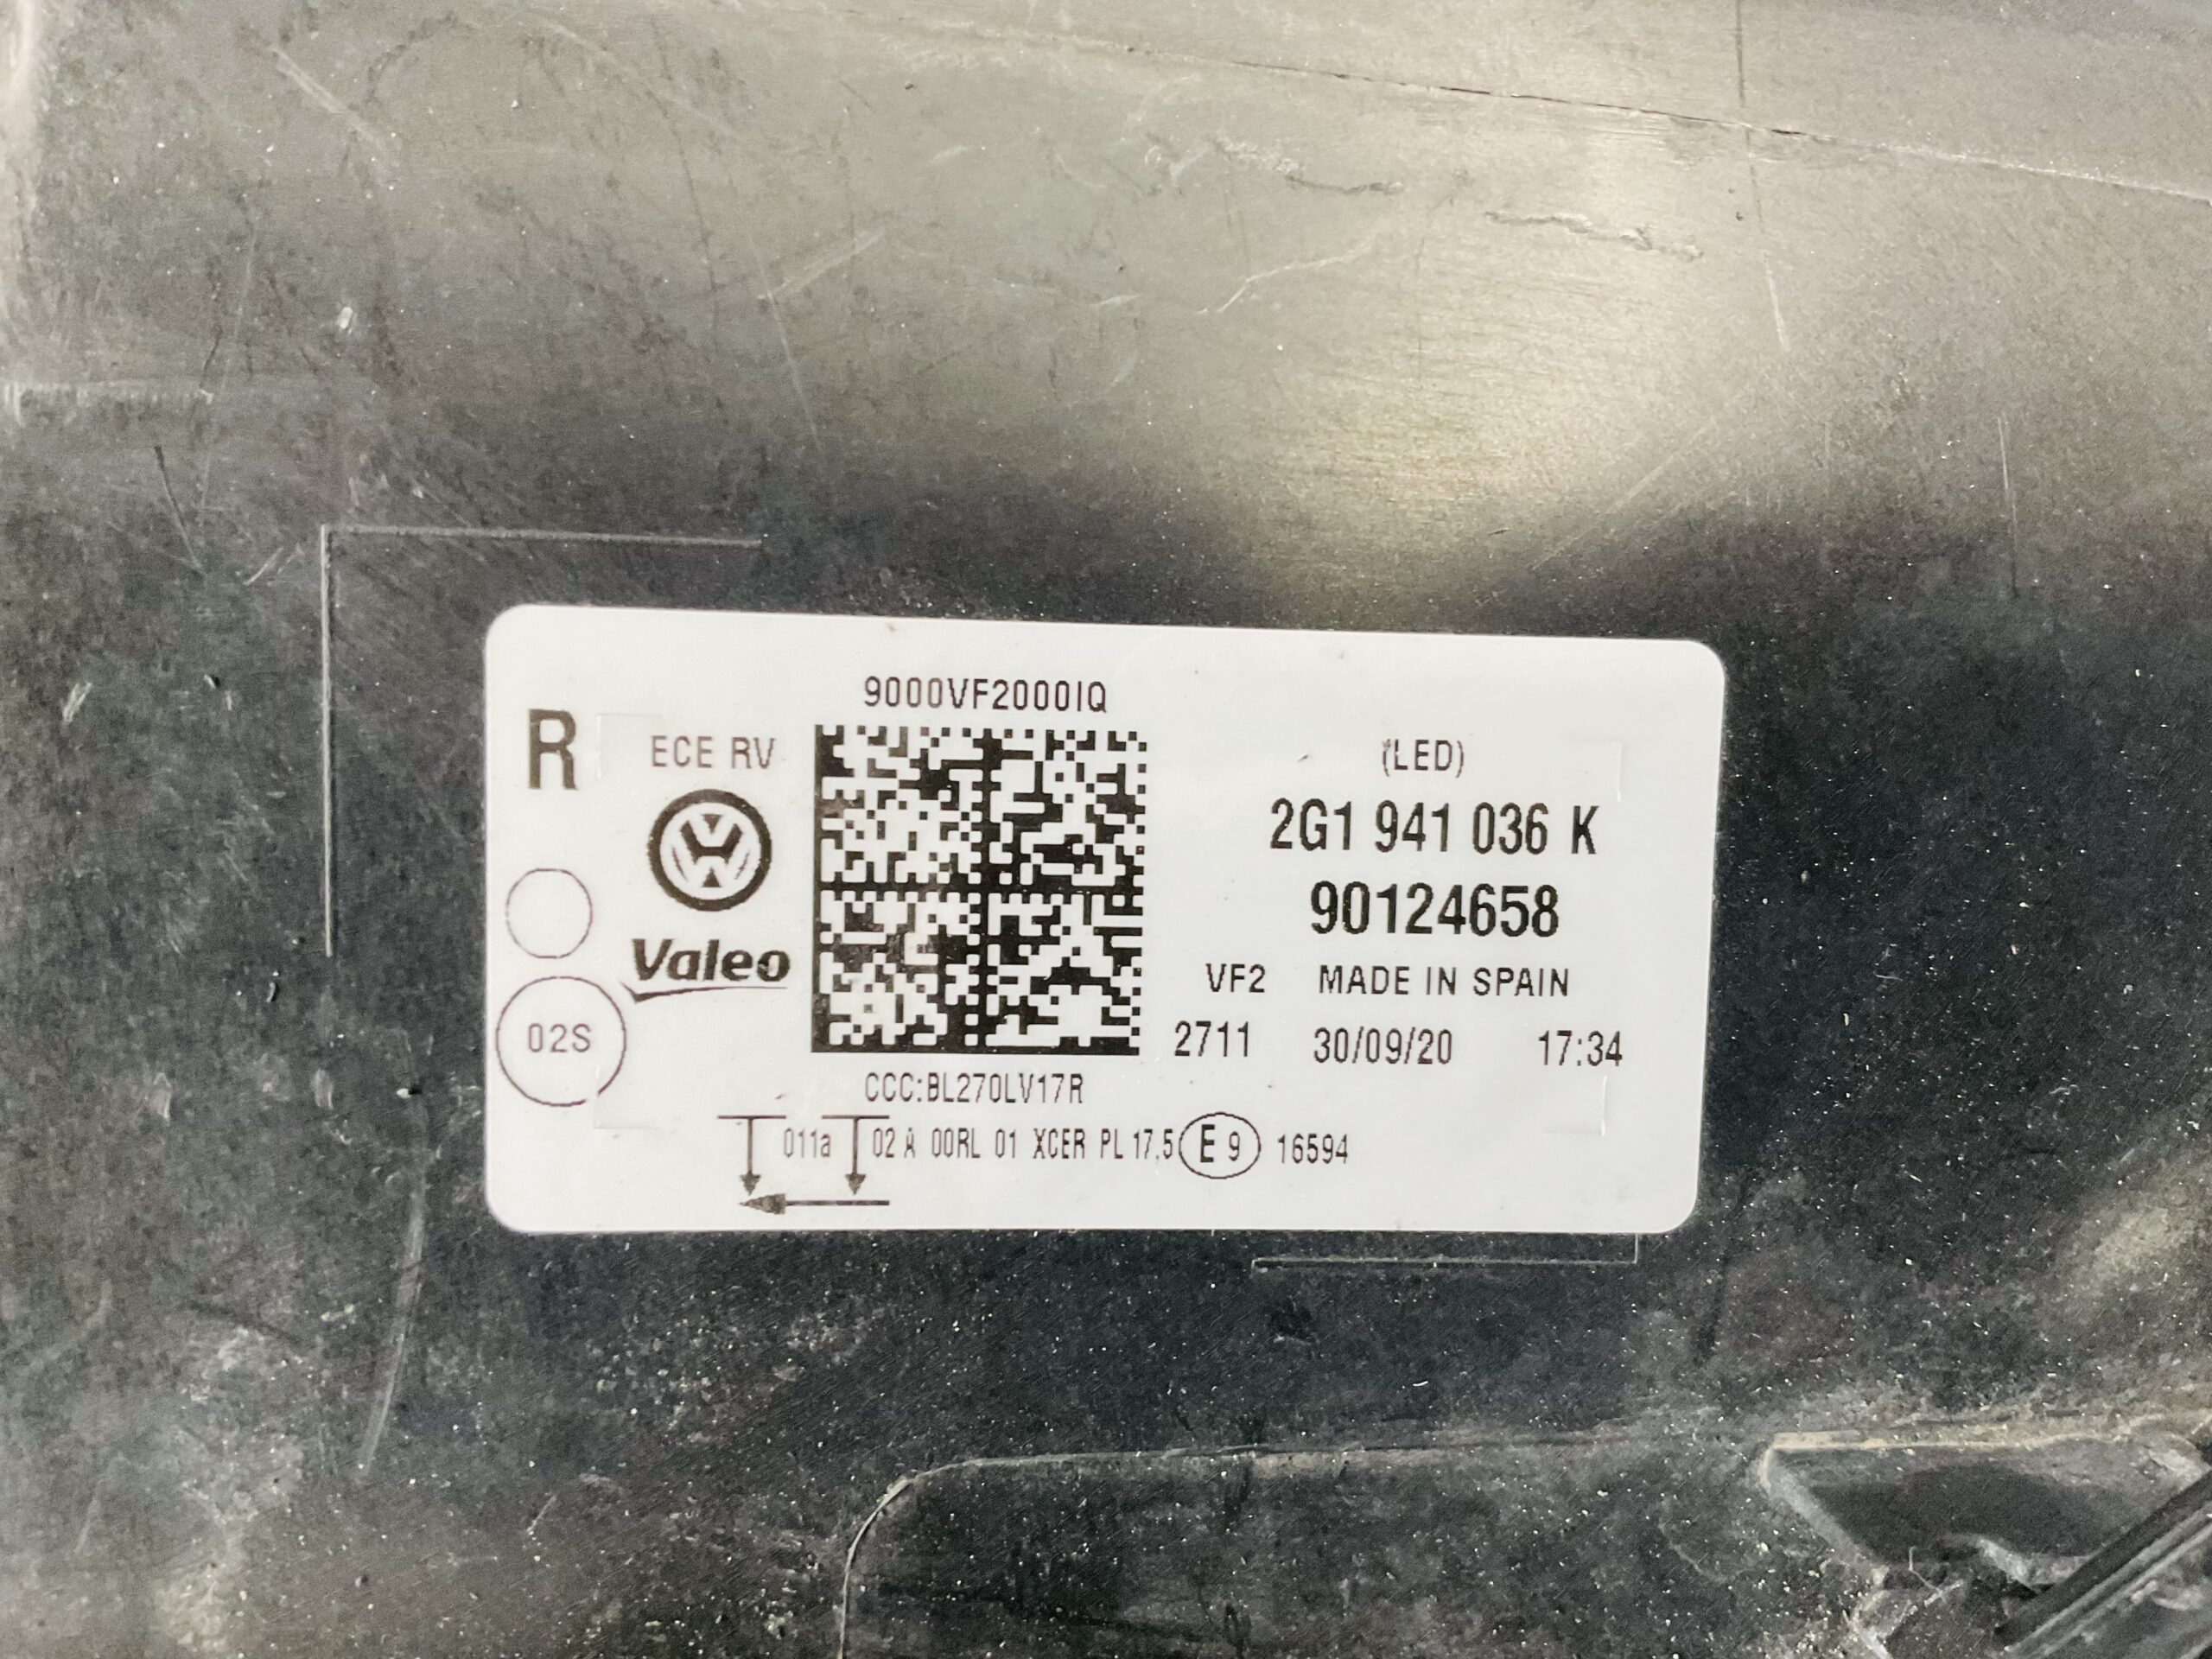 9000VF2000IQ
R
ECE RV
(LED)
2G1 941 036 K
90124658
Valeo
VF2 MADE IN SPAIN
02S
2711 30/09/20 17:34
CCC:BL270LV17R
011a 02 A 00RL 01 XCER PL 17,5 E 9 16594